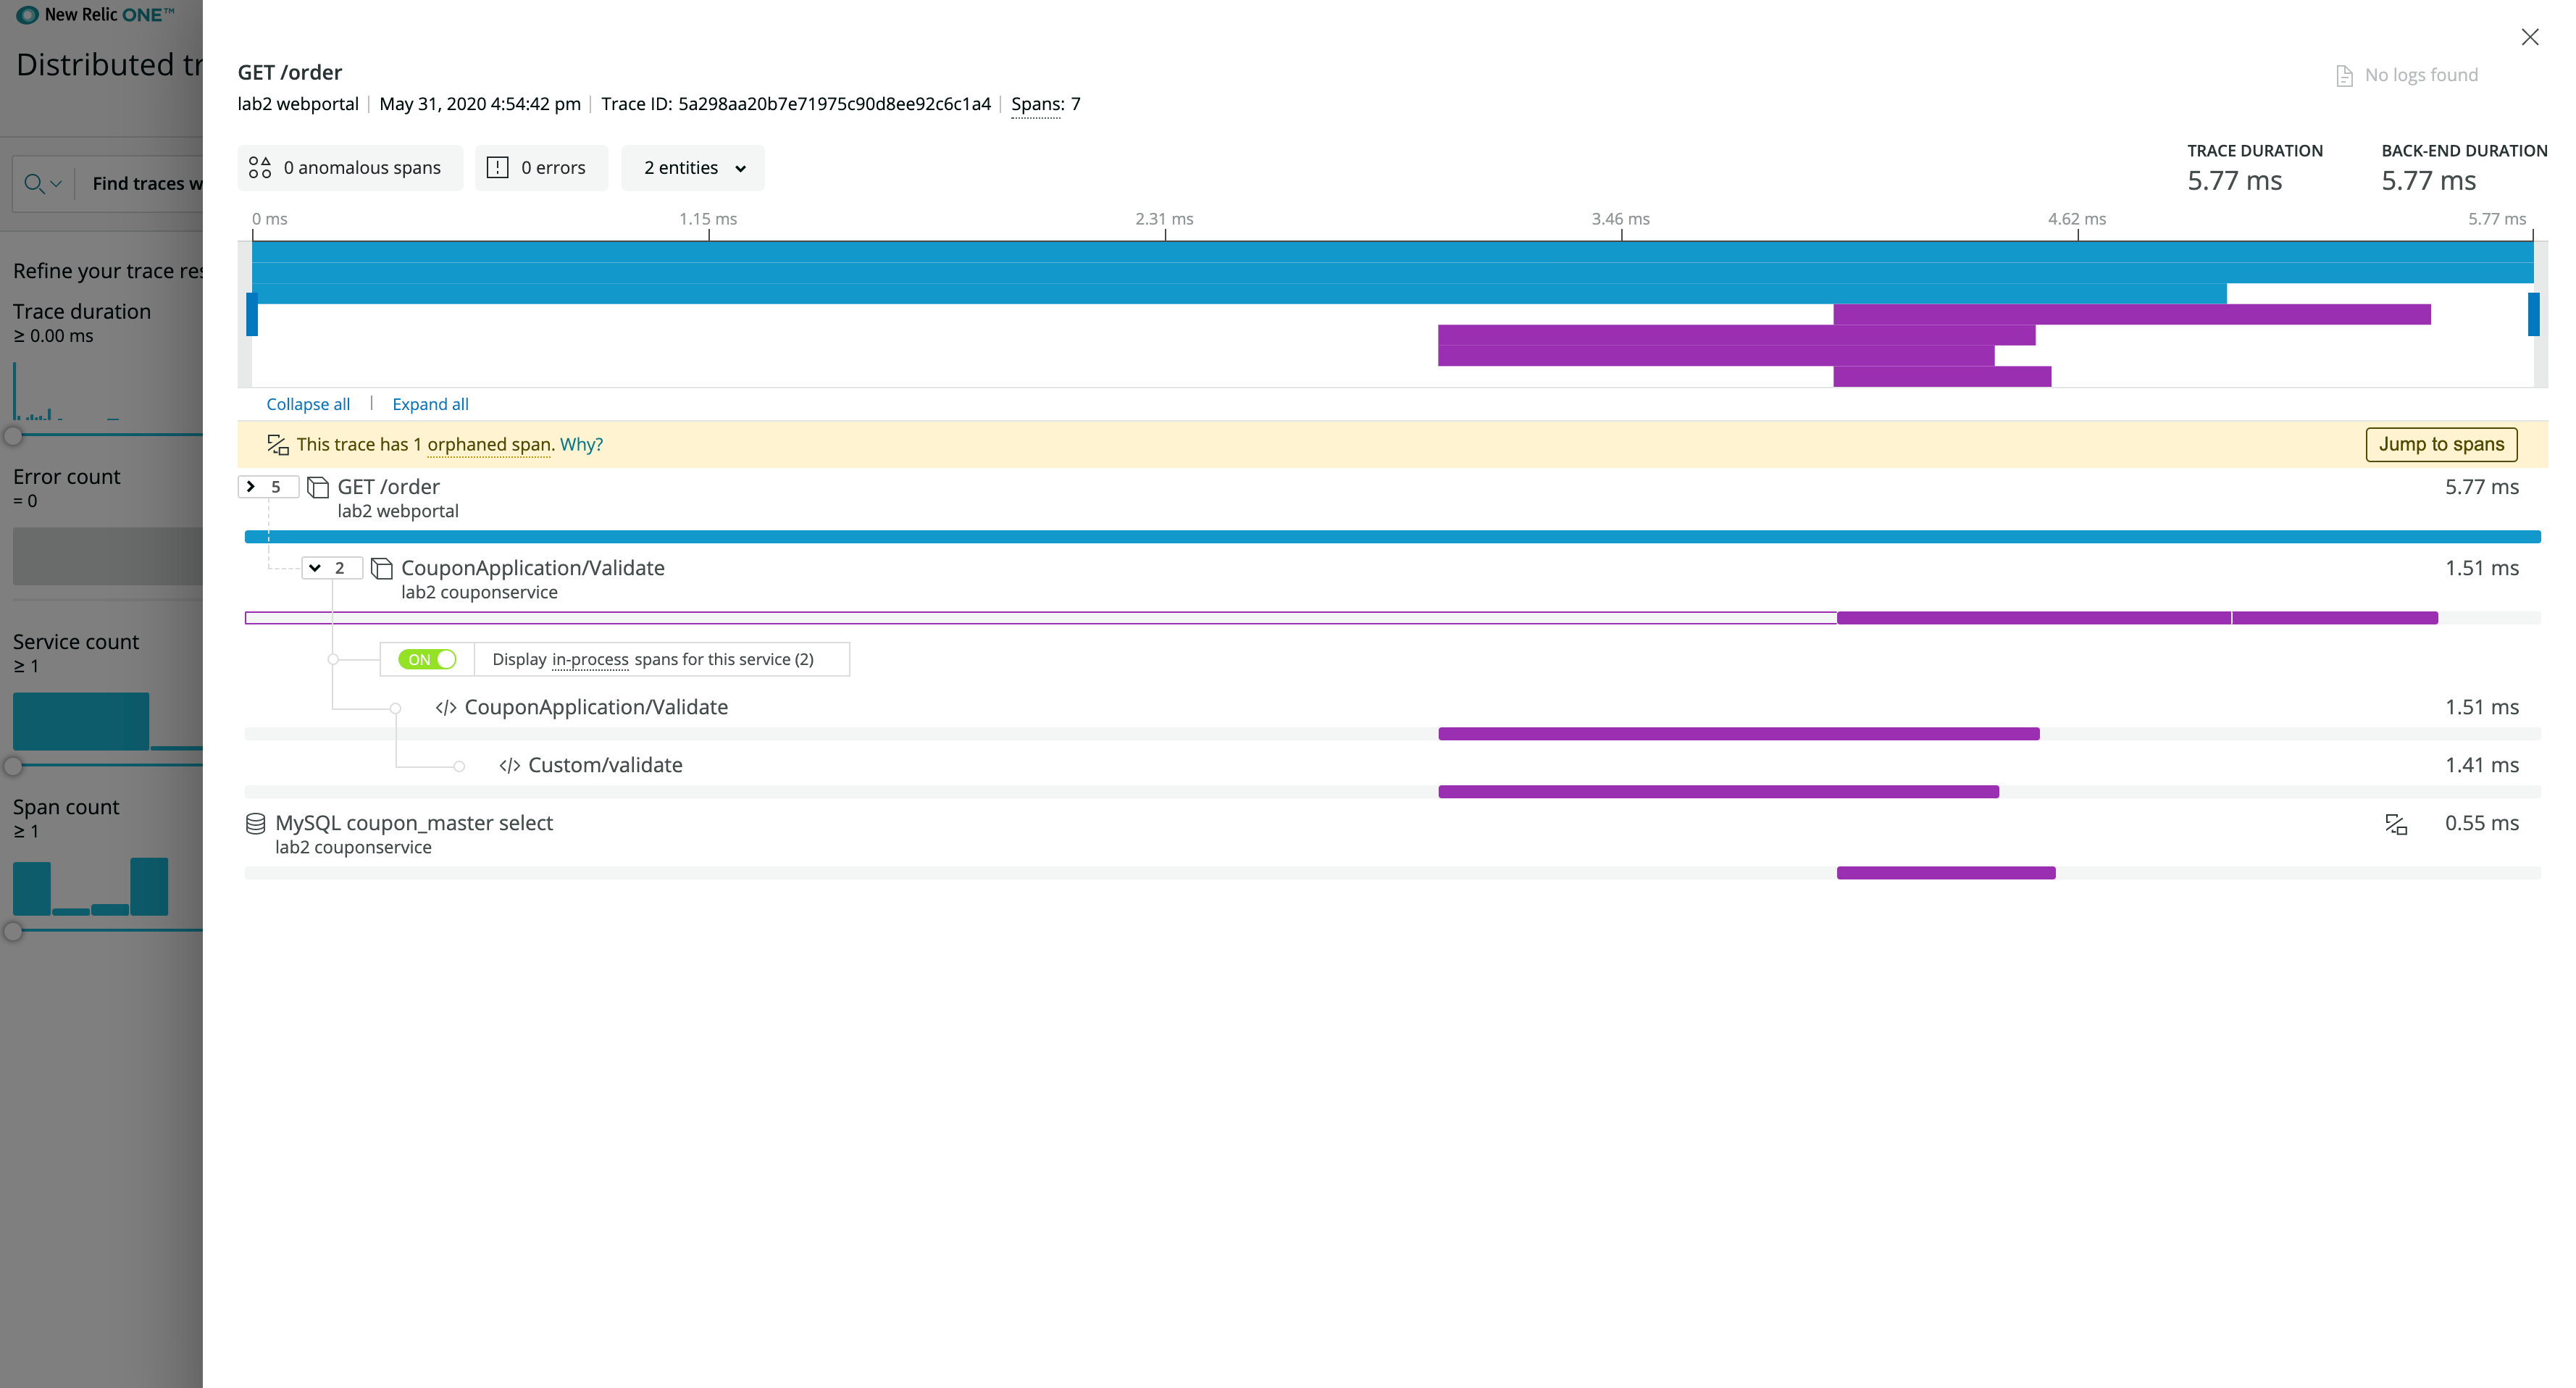 New Relic ONE™
Distributed tr
Find traces w
Refine your trace res
Trace duration
≥ 0.00 ms
Error count
= 0
Service count
≥ 1
Span count
≥ 1
GET /order
No logs found
lab2 webportal | May 31, 2020 4:54:42 pm | Trace ID: 5a298aa20b7e71975c90d8ee92c6c1a4 | Spans: 7
0 anomalous spans
0 errors
2 entities
TRACE DURATION
5.77 ms
BACK-END DURATION
5.77 ms
0 ms 1.15 ms 2.31 ms 3.46 ms 4.62 ms 5.77 ms
Collapse all | Expand all
This trace has 1 orphaned span. Why?
Jump to spans
5 GET /order 5.77 ms
lab2 webportal
2 CouponApplication/Validate 1.51 ms
lab2 couponservice
ON Display in-process spans for this service (2)
</> CouponApplication/Validate 1.51 ms
</> Custom/validate 1.41 ms
MySQL coupon_master select 0.55 ms
lab2 couponservice